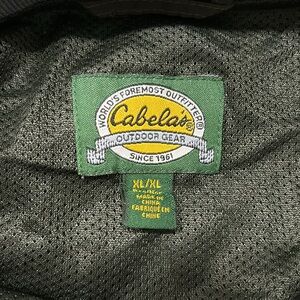 WORLD'S FOREMOST OUTFITTER®
Cabela's®
OUTDOOR GEAR
SINCE 1961
XL/XL
MADE IN
CHINA
FABRIQUÉ EN
CHINE